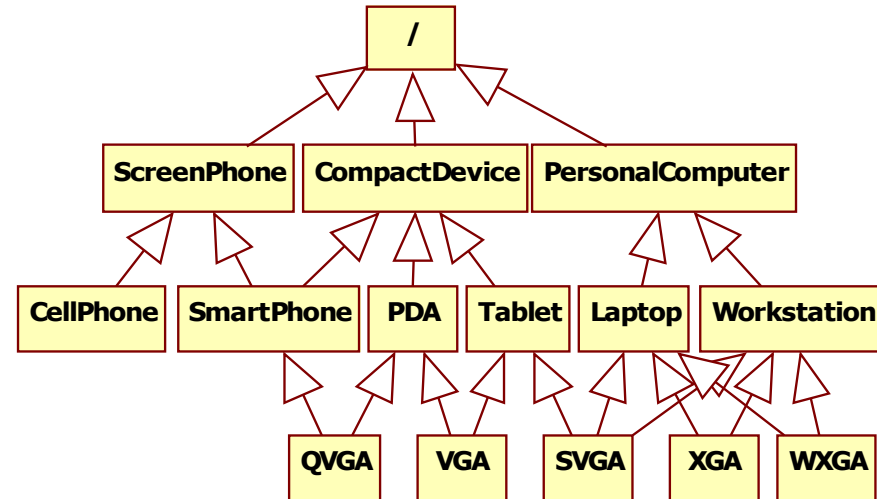 /
ScreenPhone CompactDevice PersonalComputer
CellPhone SmartPhone PDA Tablet Laptop Workstation
QVGA VGA SVGA XGA WXGA